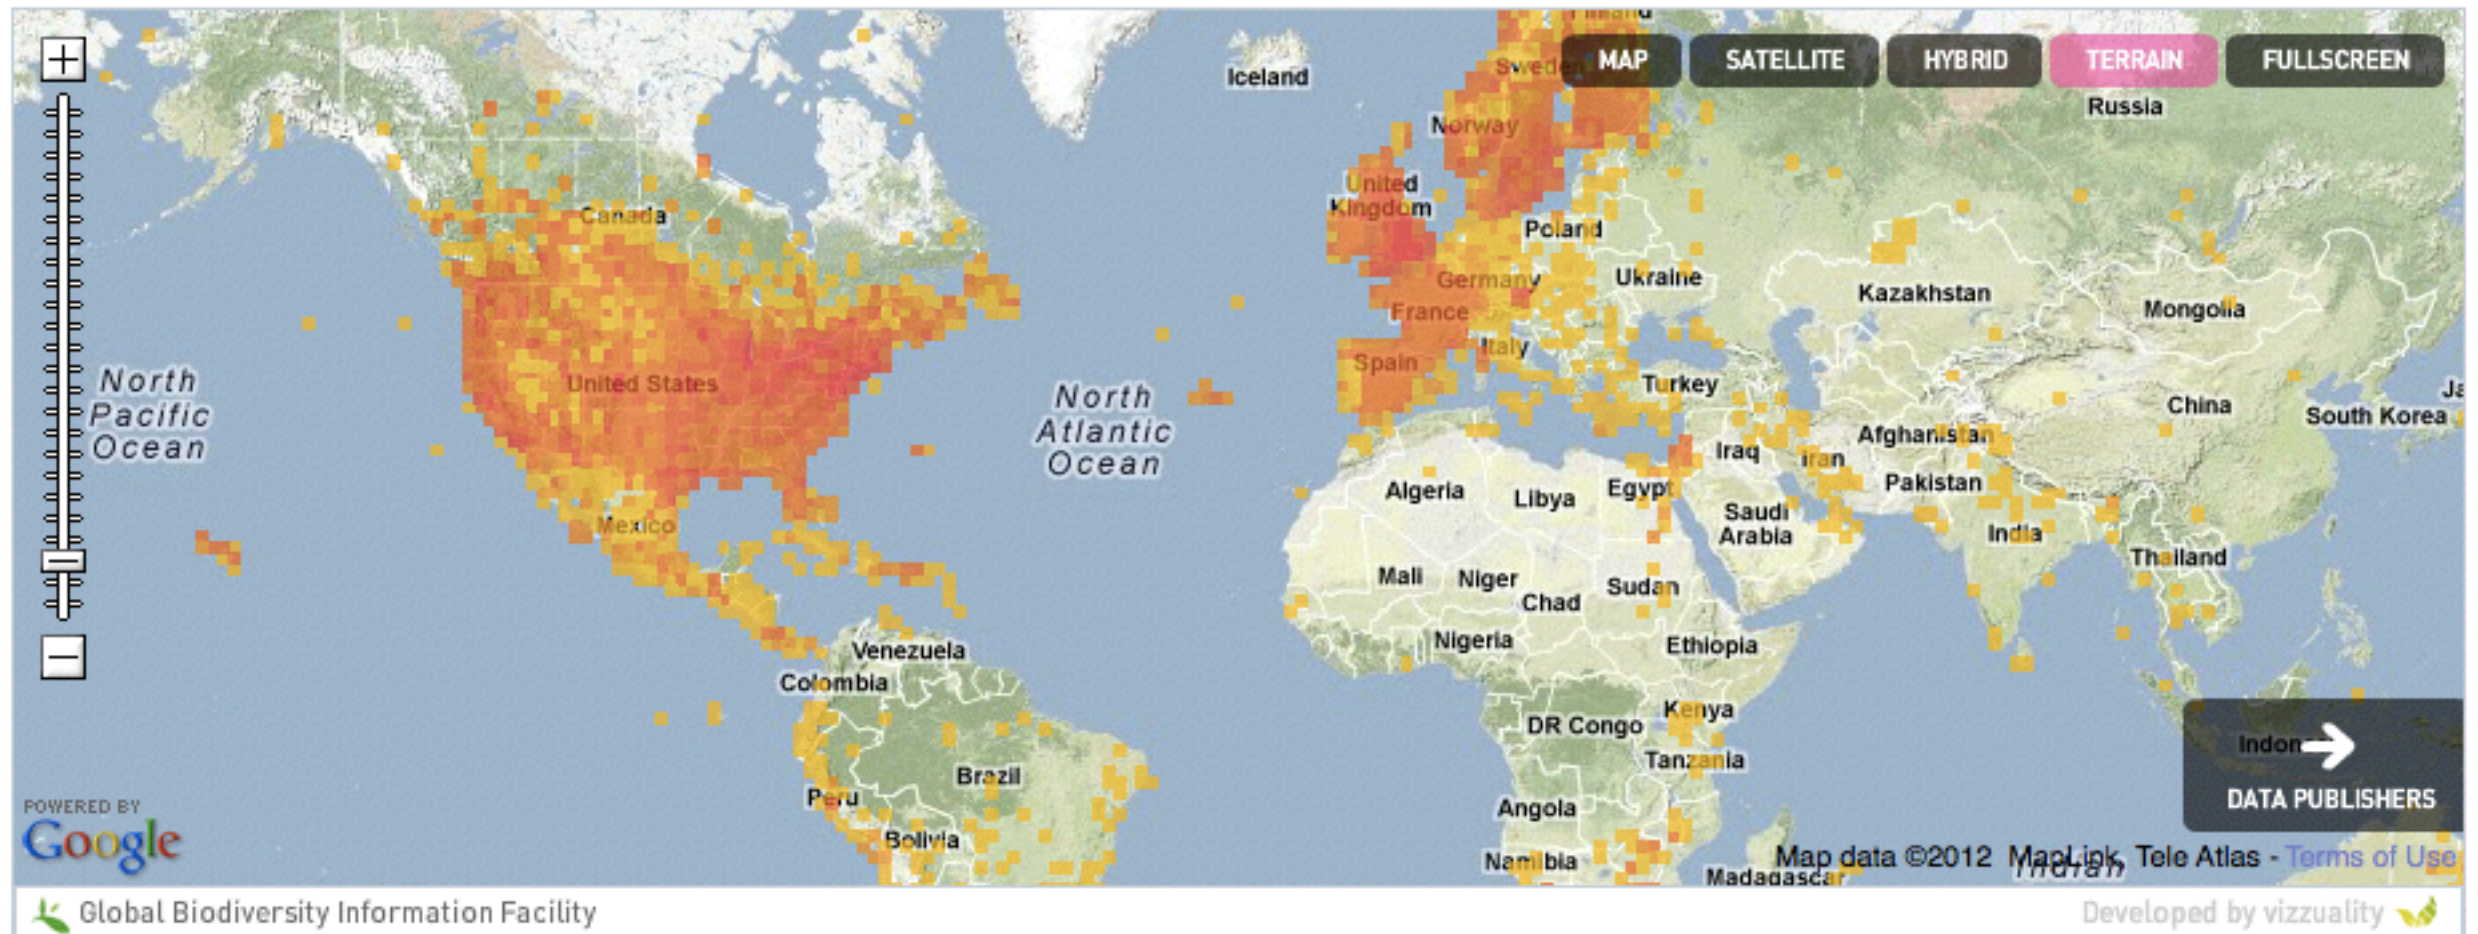 Finland
MAP
SATELLITE
HYBRID
TERRAIN
FULLSCREEN
Sweden
Iceland
Russia
Norway
United
Kingdom
Canada
Poland
Germany
Ukraine
Kazakhstan
Mongolia
France
Italy
Spain
North
Pacific
Ocean
United States
North
Atlantic
Ocean
Turkey
China
South Korea
Ja
Afghanistan
Iraq
Iran
Pakistan
Algeria
Libya
Egypt
Saudi
Arabia
India
Mexico
Thailand
Mali
Niger
Chad
Sudan
Nigeria
Ethiopia
Venezuela
Colombia
Kenya
DR Congo
Tanzania
Brazil
Peru
Bolivia
Angola
Namibia
Madagascar
Indon
DATA PUBLISHERS
POWERED BY
Google
Map data ©2012 MapLink, Tele Atlas - Terms of Use
Indian
Global Biodiversity Information Facility
Developed by vizzuality